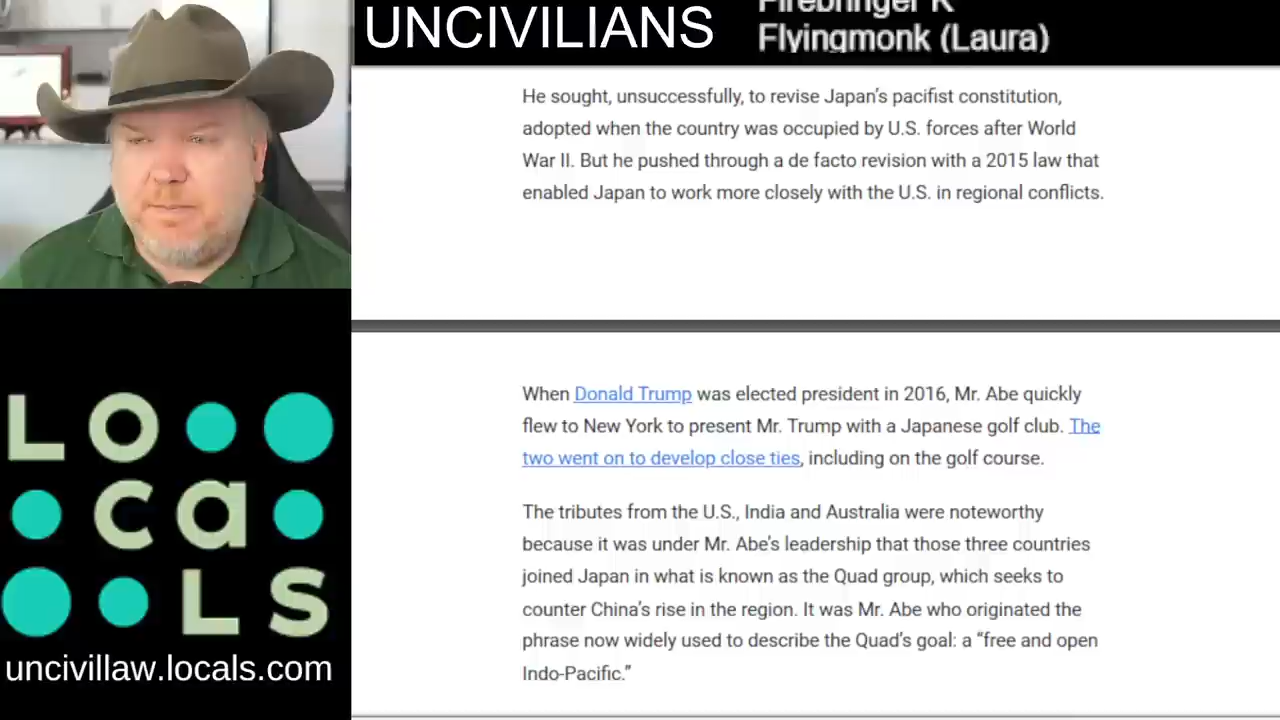 UNCIVILIANS
Firebringer K
Flyingmonk (Laura)
He sought, unsuccessfully, to revise Japan's pacifist constitution,
adopted when the country was occupied by U.S. forces after World
War II. But he pushed through a de facto revision with a 2015 law that
enabled Japan to work more closely with the U.S. in regional conflicts.
When Donald Trump was elected president in 2016, Mr. Abe quickly
flew to New York to present Mr. Trump with a Japanese golf club. The
two went on to develop close ties, including on the golf course.
The tributes from the U.S., India and Australia were noteworthy
because it was under Mr. Abe's leadership that those three countries
joined Japan in what is known as the Quad group, which seeks to
counter China's rise in the region. It was Mr. Abe who originated the
phrase now widely used to describe the Quad's goal: a “free and open
Indo-Pacific.”
LOCALS
uncivillaw.locals.com